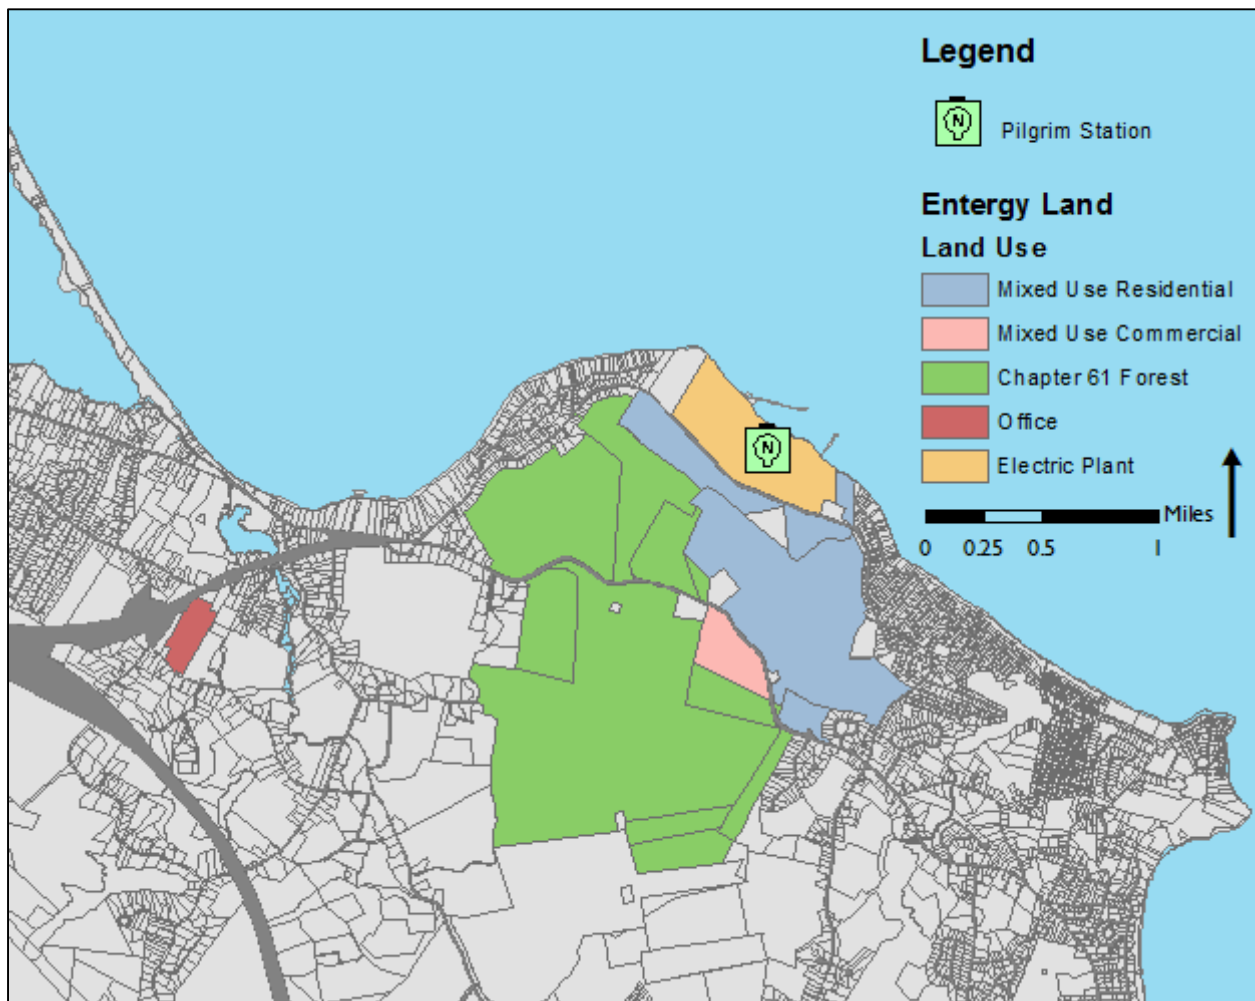 Legend
N
Pilgrim Station
Entergy Land
Land Use
Mixed Use Residential
Mixed Use Commercial
Chapter 61 Forest
Office
Electric Plant
Miles
0 0.25 0.5 1
N